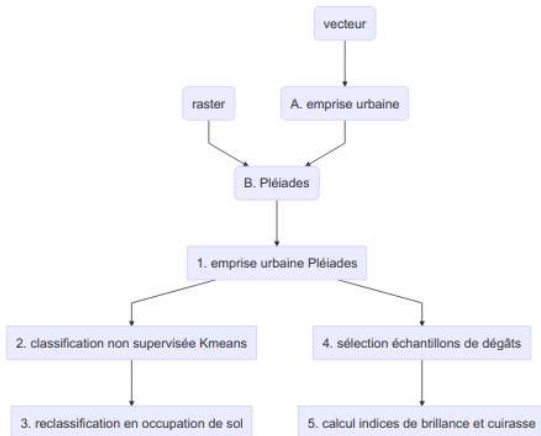 vecteur
raster
A. emprise urbaine
B. Pléiades
1. emprise urbaine Pléiades
2. classification non supervisée Kmeans
4. sélection échantillons de dégâts
3. reclassification en occupation de sol
5. calcul indices de brillance et cuirasse